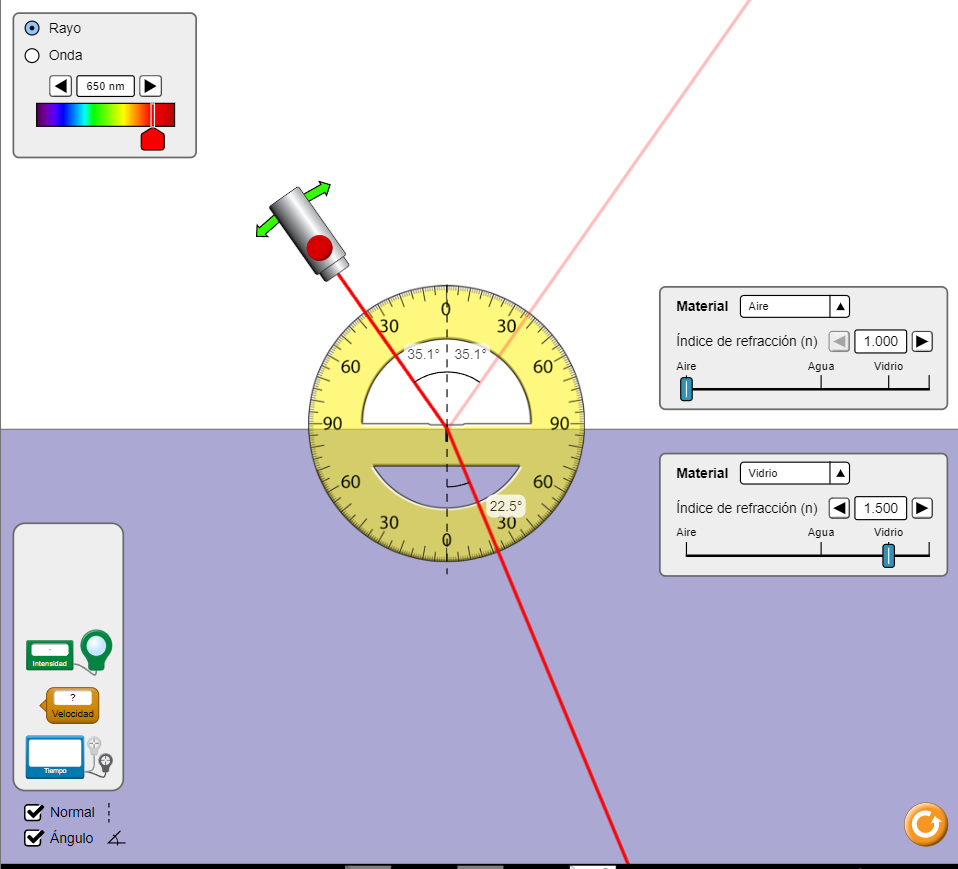 Rayo
Onda
650 nm
0
30
30
35.1°
35.1°
60
60
90
90
60
60
22.5°
30
30
0
Material
Aire
Índice de refracción (n)
1.000
Aire
Agua
Vidrio
Material
Vidrio
Índice de refracción (n)
1.500
Aire
Agua
Vidrio
-
Intensidad
?
Velocidad
Tiempo
Normal
Ángulo